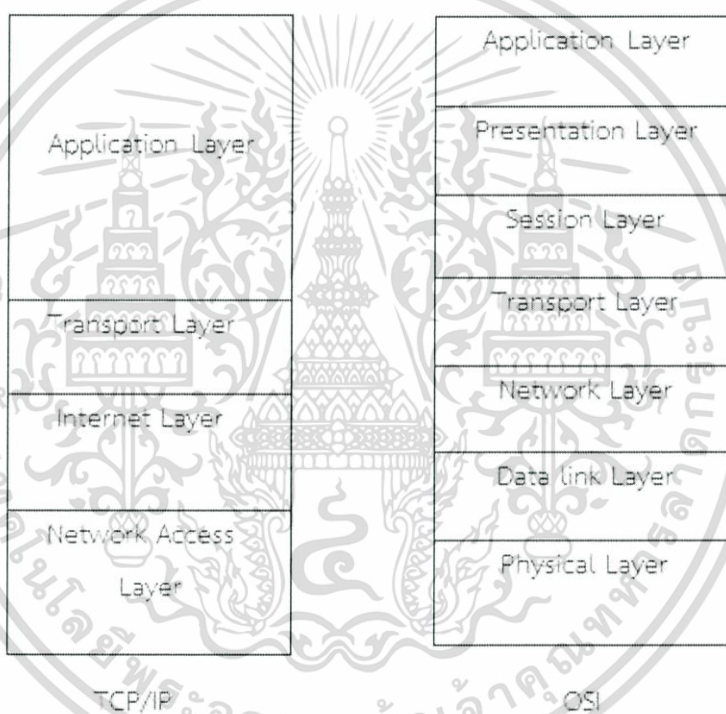 Application Layer
Transport Layer
Internet Layer
Network Access
Layer
TCP/IP
Application Layer
Presentation Layer
Session Layer
Transport Layer
Network Layer
Data link Layer
Physical Layer
OSI